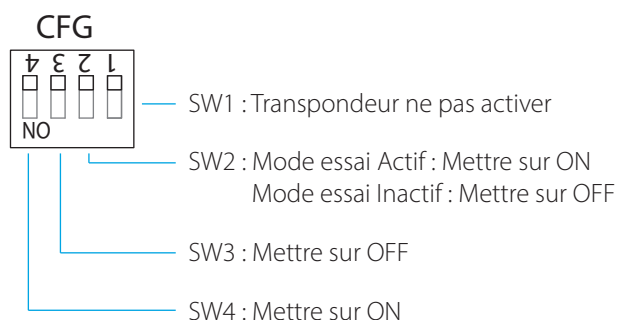 CFG
4 3 2 1
ON
SW1 : Transpondeur ne pas activer
SW2 : Mode essai Actif : Mettre sur ON
Mode essai Inactif : Mettre sur OFF
SW3 : Mettre sur OFF
SW4 : Mettre sur ON